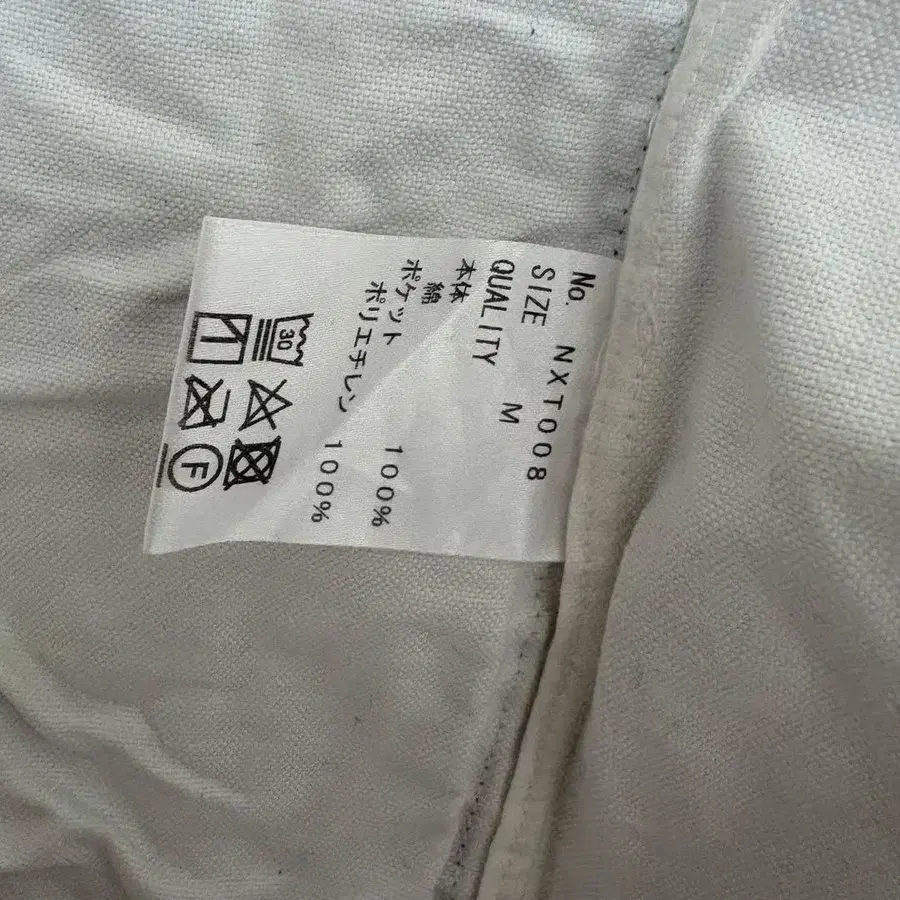 No. NXT008
SIZE M
QUALITY
本体
綿 100%
ポケット
ポリエチレン 100%
30
F